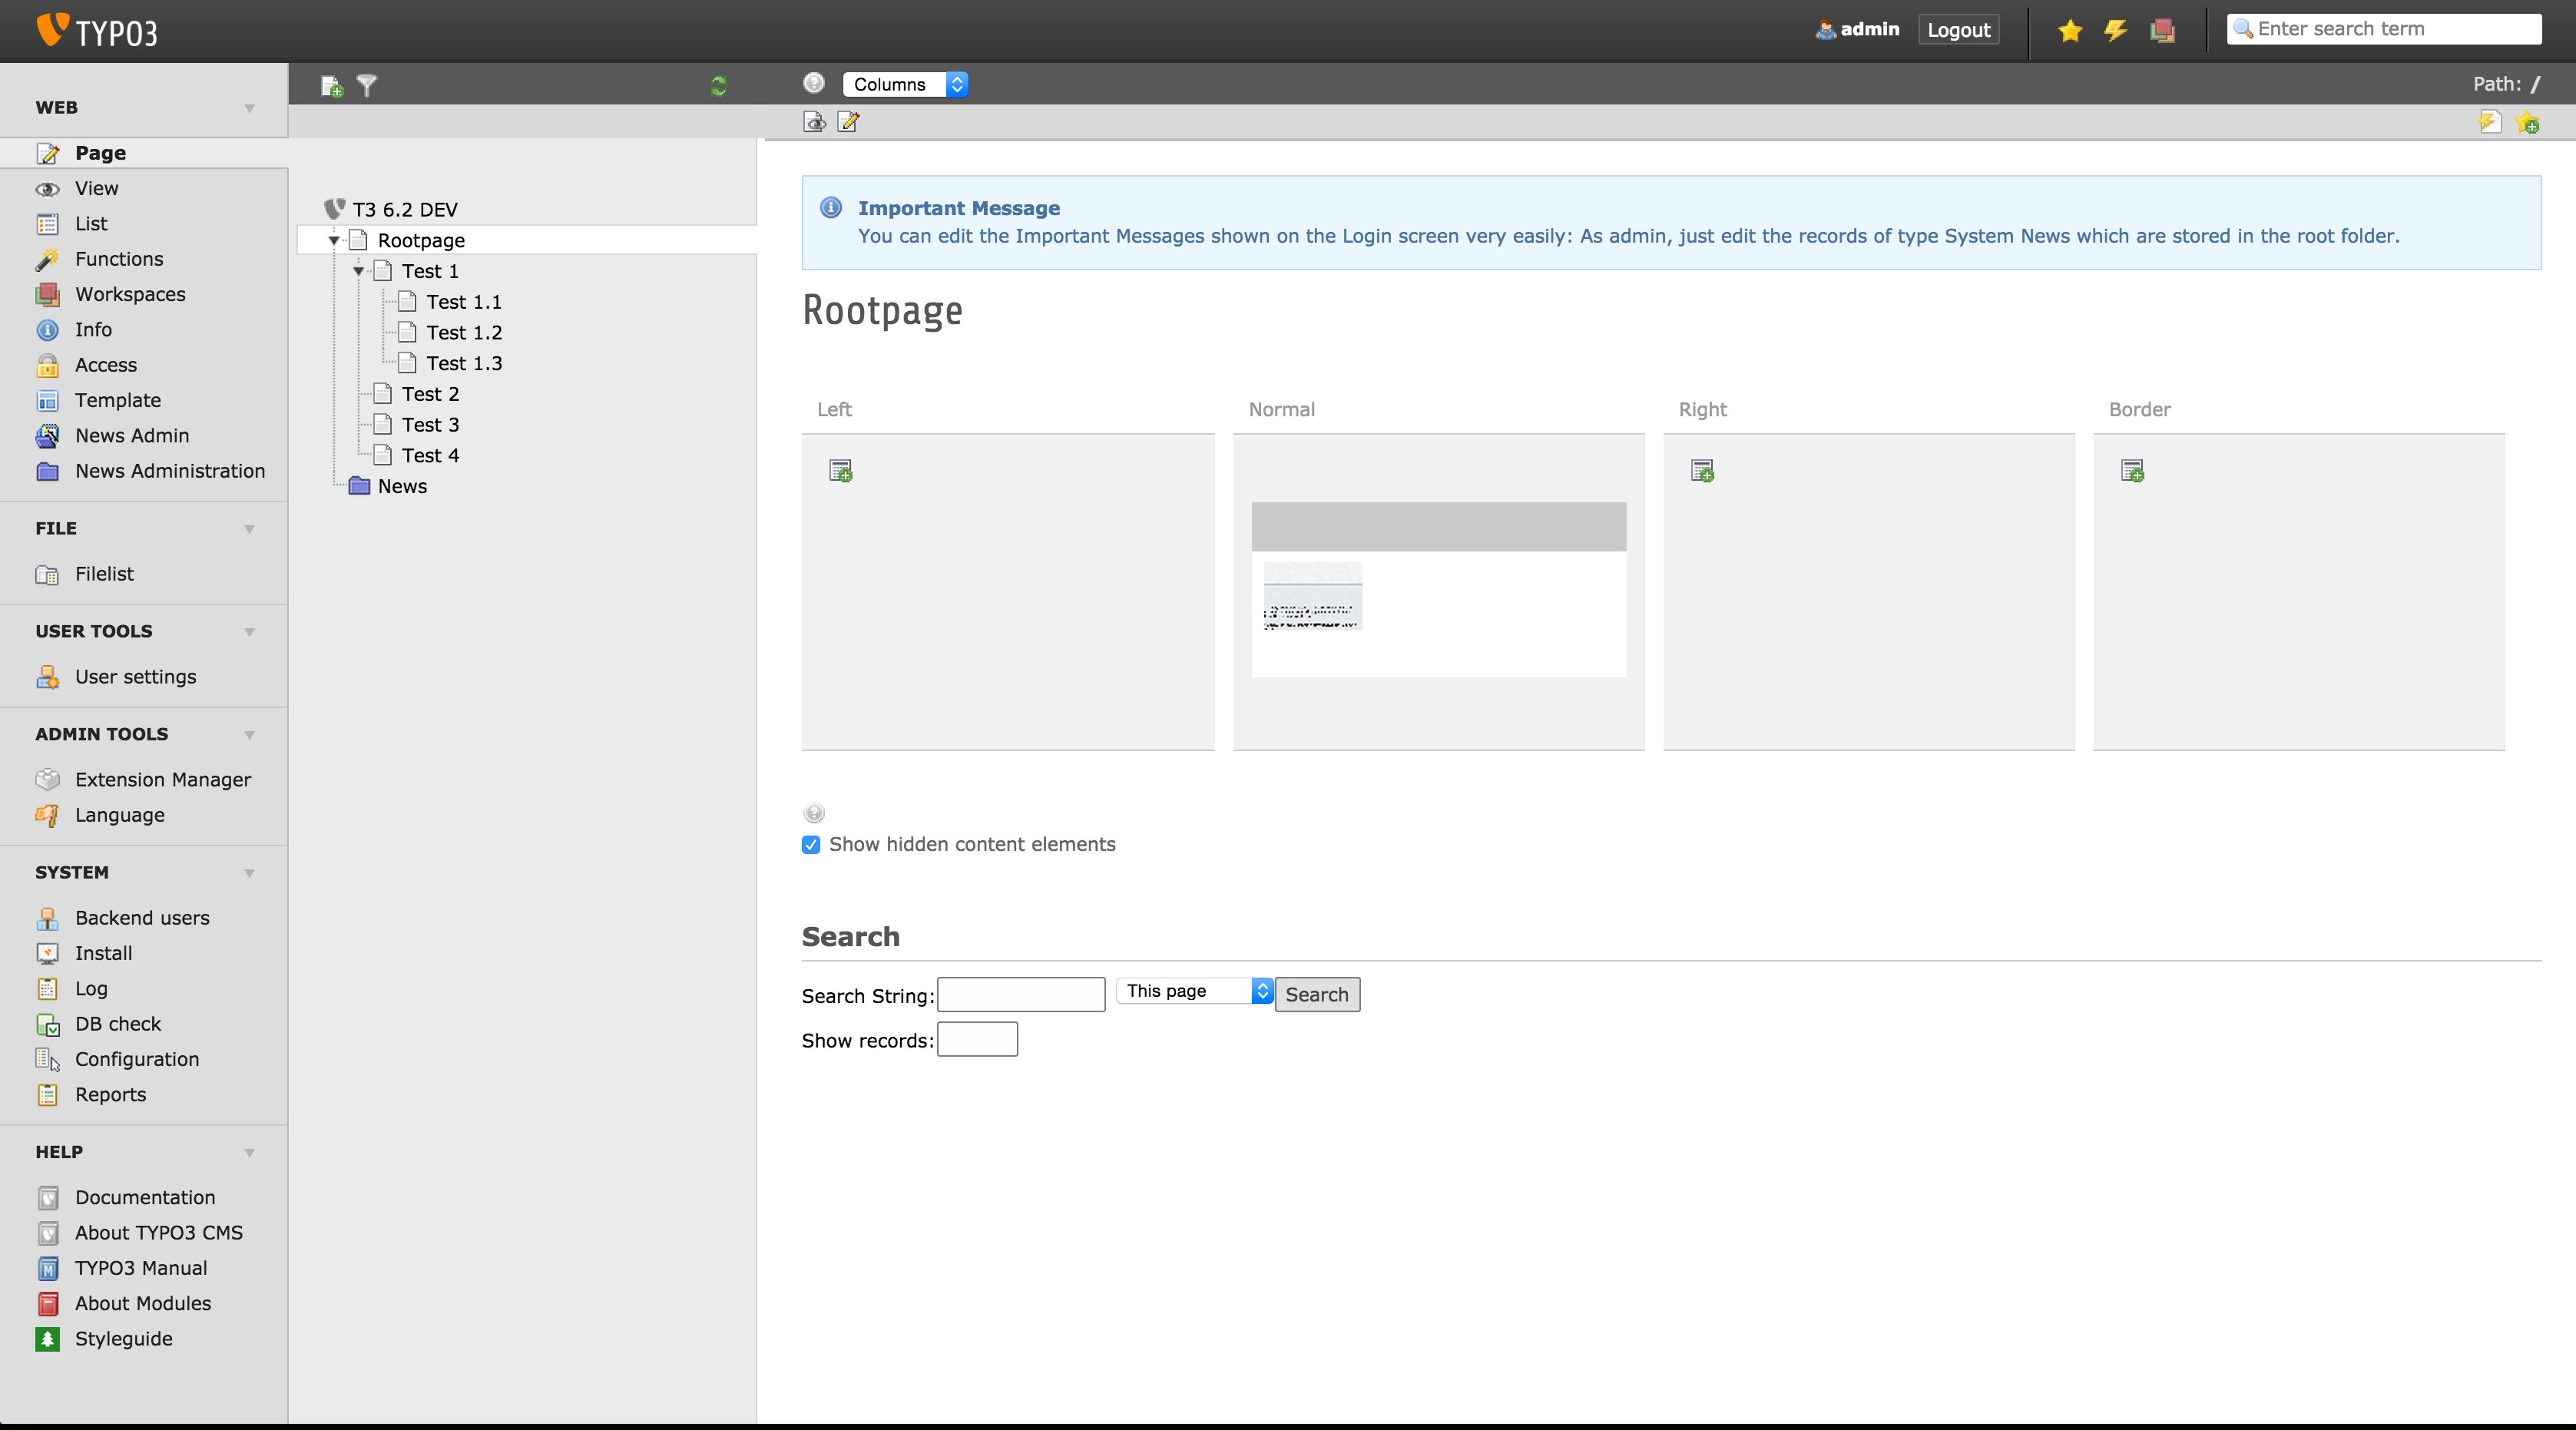 TYPO3
admin
Logout
Enter search term
WEB
Page
View
List
Functions
Workspaces
Info
Access
Template
News Admin
News Administration
FILE
Filelist
USER TOOLS
User settings
ADMIN TOOLS
Extension Manager
Language
SYSTEM
Backend users
Install
Log
DB check
Configuration
Reports
HELP
Documentation
About TYPO3 CMS
TYPO3 Manual
About Modules
Styleguide
T3 6.2 DEV
Rootpage
Test 1
Test 1.1
Test 1.2
Test 1.3
Test 2
Test 3
Test 4
News
Columns
Path: /
Important Message
You can edit the Important Messages shown on the Login screen very easily: As admin, just edit the records of type System News which are stored in the root folder.
Rootpage
Left
Normal
Right
Border
Show hidden content elements
Search
Search String:
This page
Search
Show records: